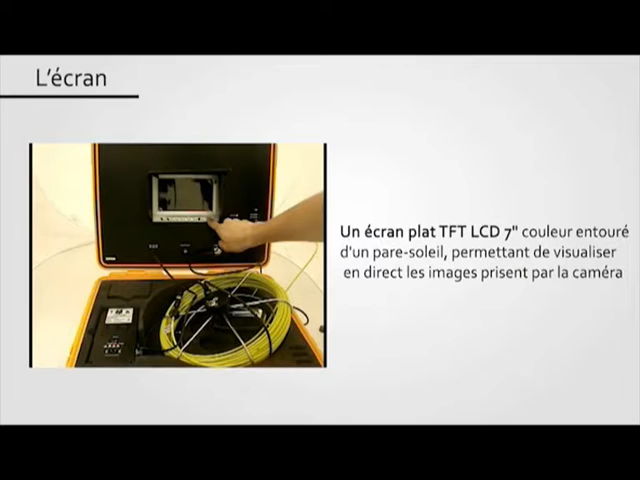 L'écran
Un écran plat TFT LCD 7" couleur entouré
d'un pare-soleil, permettant de visualiser
en direct les images prisent par la caméra